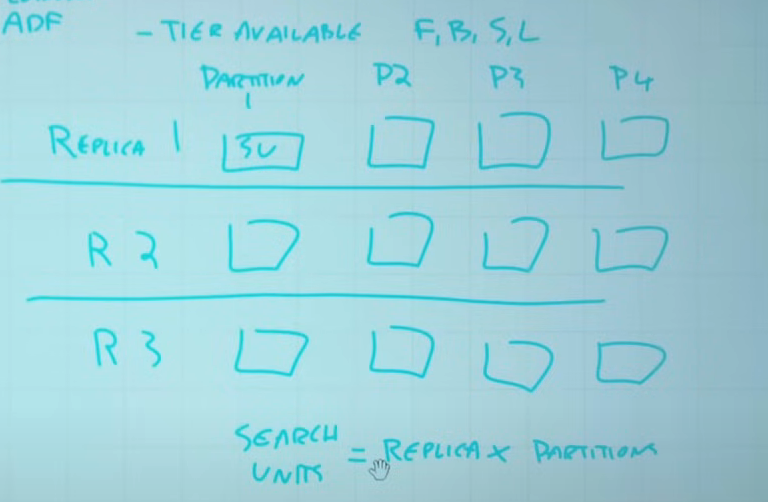 ADF
- TIER AVAILABLE F, B, S, L
PARTITION 1 P2 P3 P4
REPLICA 1 SU
R 2
R 3
SEARCH UNITS = REPLICA X PARTITIONS